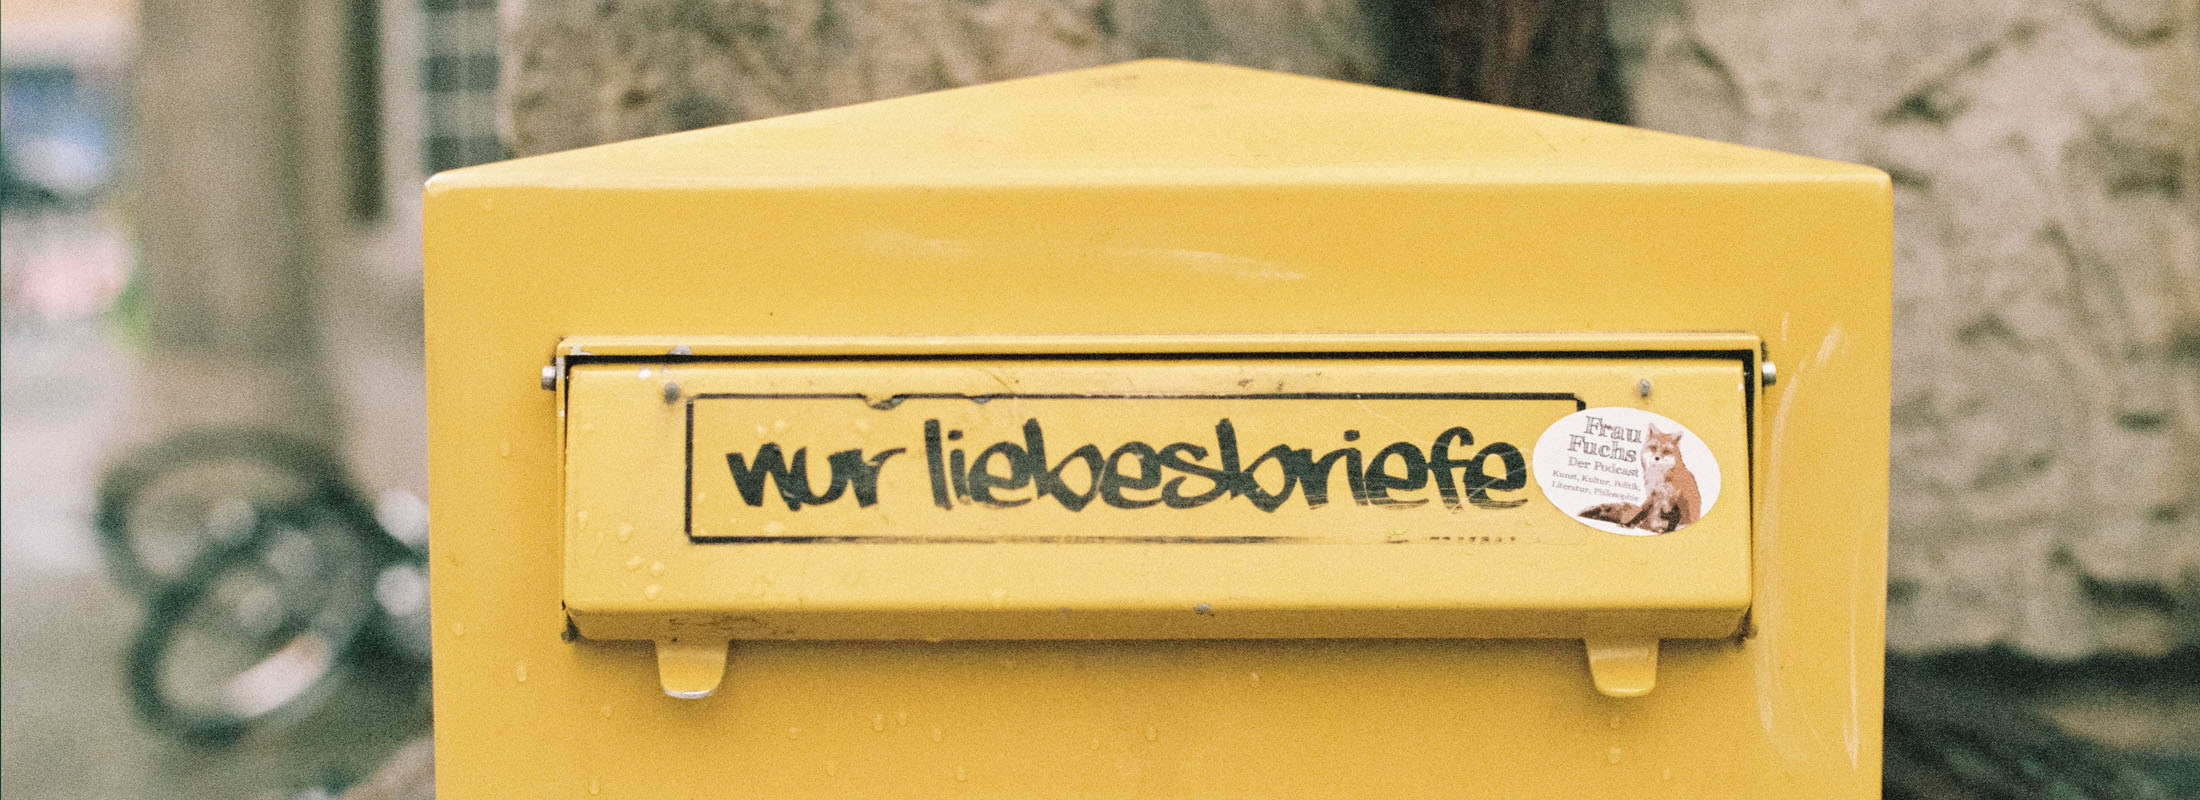 nur liebesbriefe
Frau
Fuchs
Der Podcast
Kunst, Kultur, Politik,
Literatur, Philosophie